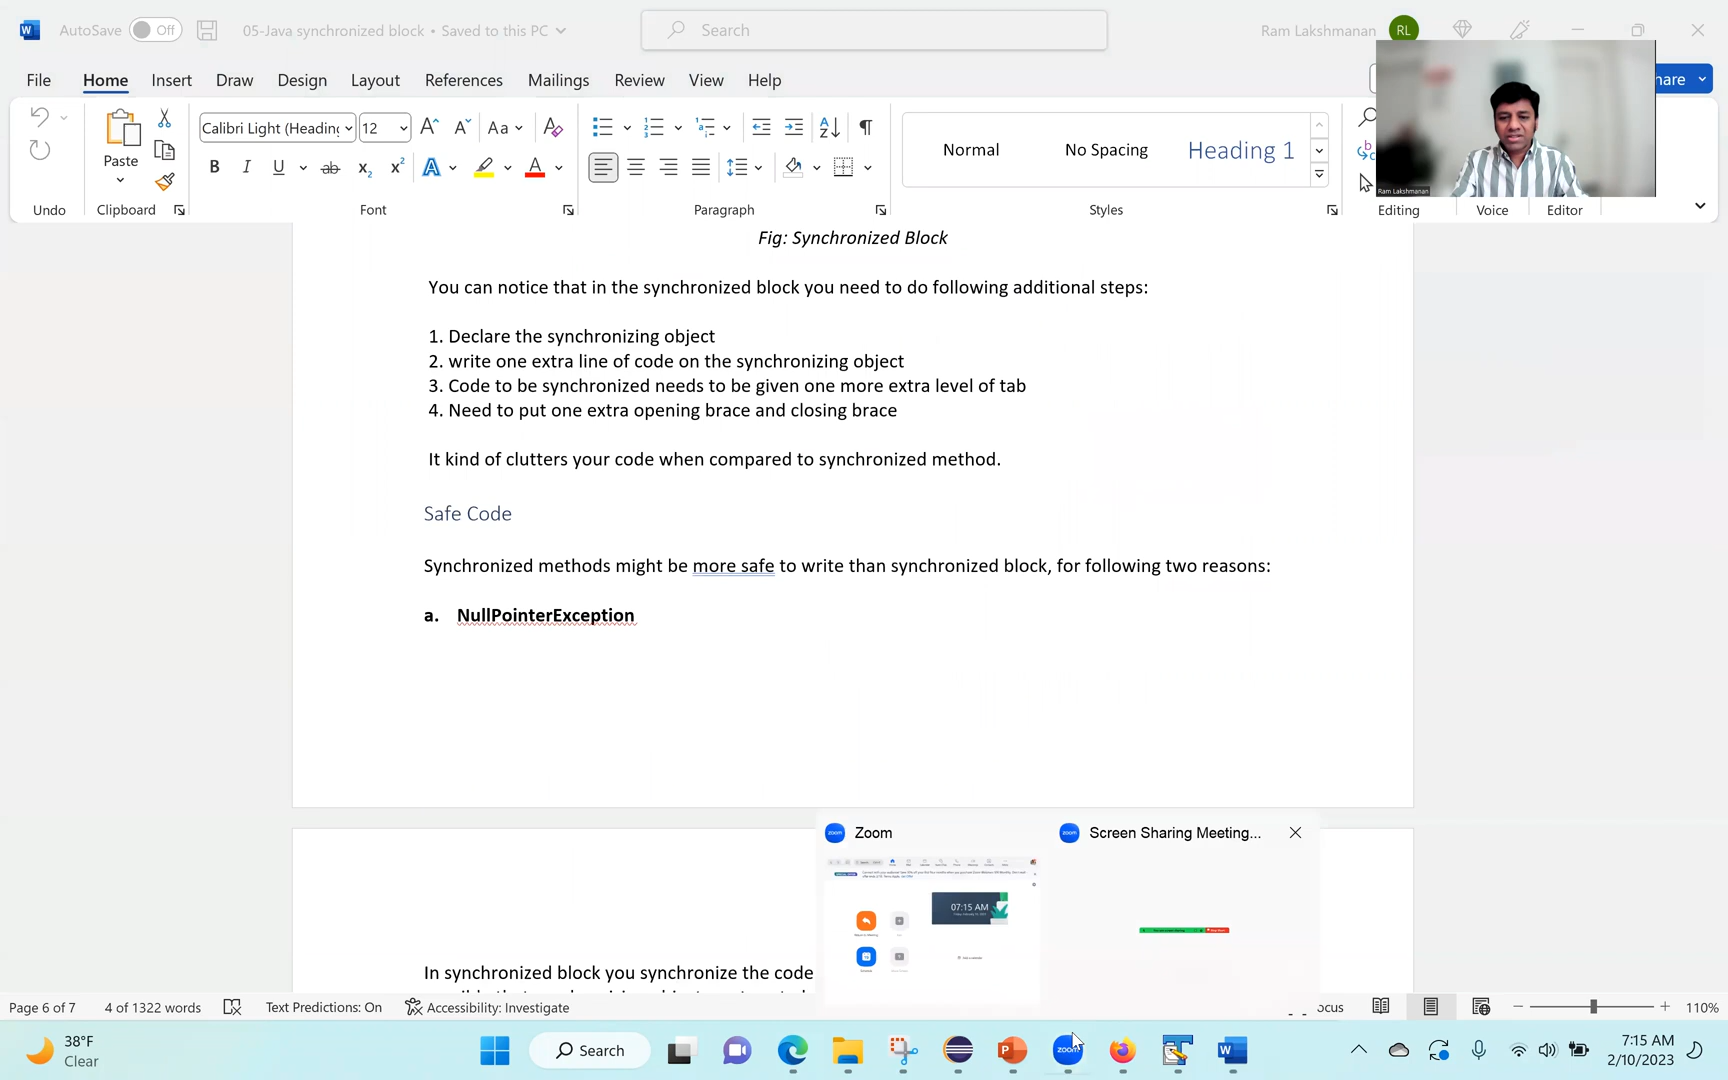 AutoSave Off 05-Java synchronized block • Saved to this PC Search Ram Lakshmanan RL
File Home Insert Draw Design Layout References Mailings Review View Help hare
Calibri Light (Heading 12
Paste
Normal No Spacing Heading 1
Ram Lakshmanan
Undo Clipboard Font Paragraph Styles Editing Voice Editor
Fig: Synchronized Block
You can notice that in the synchronized block you need to do following additional steps:
1. Declare the synchronizing object
2. write one extra line of code on the synchronizing object
3. Code to be synchronized needs to be given one more extra level of tab
4. Need to put one extra opening brace and closing brace
It kind of clutters your code when compared to synchronized method.
Safe Code
Synchronized methods might be more safe to write than synchronized block, for following two reasons:
a. NullPointerException
Zoom Screen Sharing Meeting...
07:15 AM
In synchronized block you synchronize the code
Page 6 of 7 4 of 1322 words Text Predictions: On Accessibility: Investigate ocus 110%
38°F
Clear
Search
zoom
7:15 AM
2/10/2023